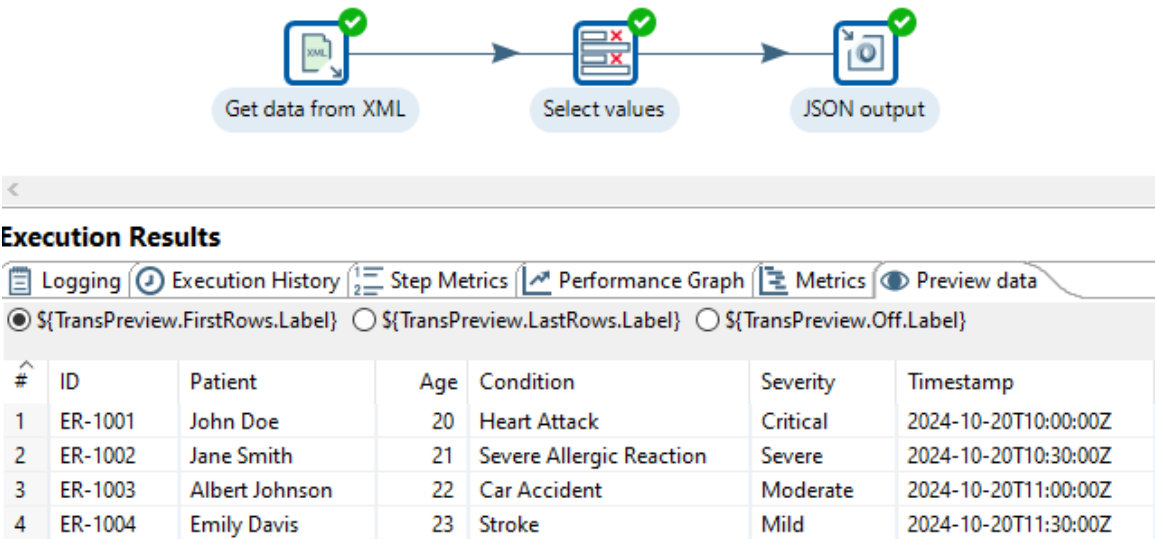 XML
Get data from XML Select values JSON output
Execution Results
Logging Execution History Step Metrics Performance Graph Metrics Preview data
${TransPreview.FirstRows.Label} ${TransPreview.LastRows.Label} ${TransPreview.Off.Label}
# ID Patient Age Condition Severity Timestamp
1 ER-1001 John Doe 20 Heart Attack Critical 2024-10-20T10:00:00Z
2 ER-1002 Jane Smith 21 Severe Allergic Reaction Severe 2024-10-20T10:30:00Z
3 ER-1003 Albert Johnson 22 Car Accident Moderate 2024-10-20T11:00:00Z
4 ER-1004 Emily Davis 23 Stroke Mild 2024-10-20T11:30:00Z